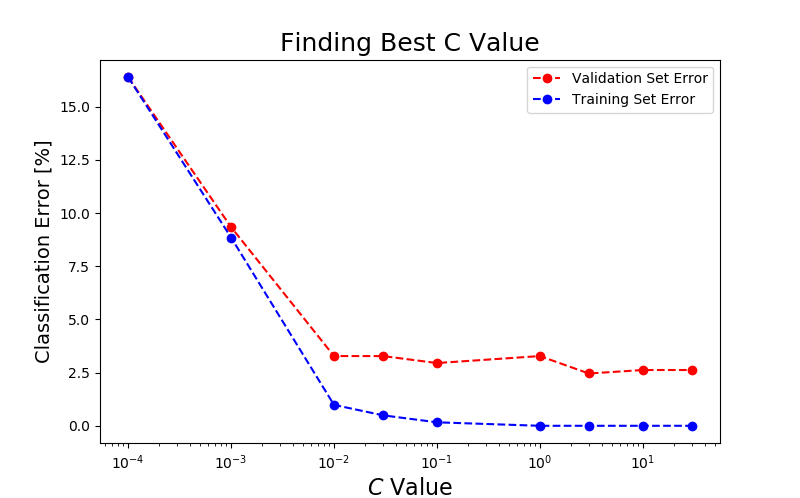 Finding Best C Value
Classification Error [%]
15.0
12.5
10.0
7.5
5.0
2.5
0.0
Validation Set Error
Training Set Error
10⁻⁴
10⁻³
10⁻²
10⁻¹
10⁰
10¹
C Value